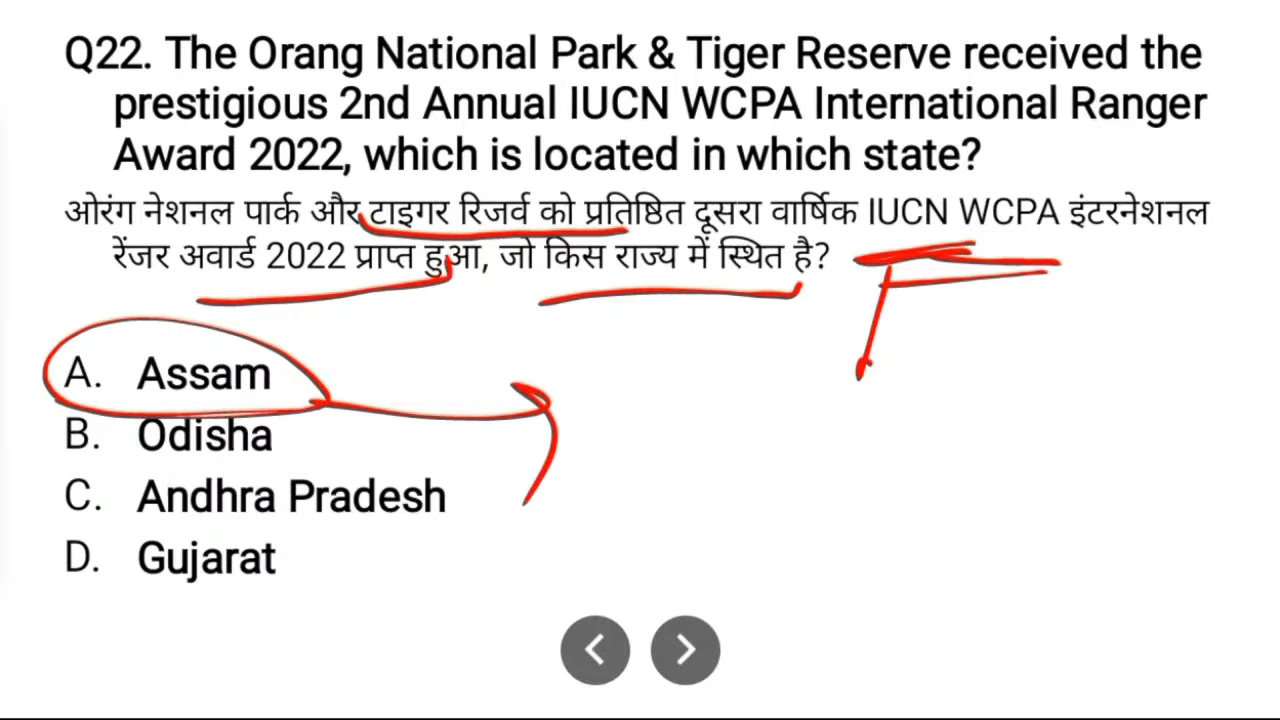 Q22. The Orang National Park & Tiger Reserve received the
prestigious 2nd Annual IUCN WCPA International Ranger
Award 2022, which is located in which state?
ओरंग नेशनल पार्क और टाइगर रिजर्व को प्रतिष्ठित दूसरा वार्षिक IUCN WCPA इंटरनेशनल
रेंजर अवार्ड 2022 प्राप्त हुआ, जो किस राज्य में स्थित है?
A. Assam
B. Odisha
C. Andhra Pradesh
D. Gujarat